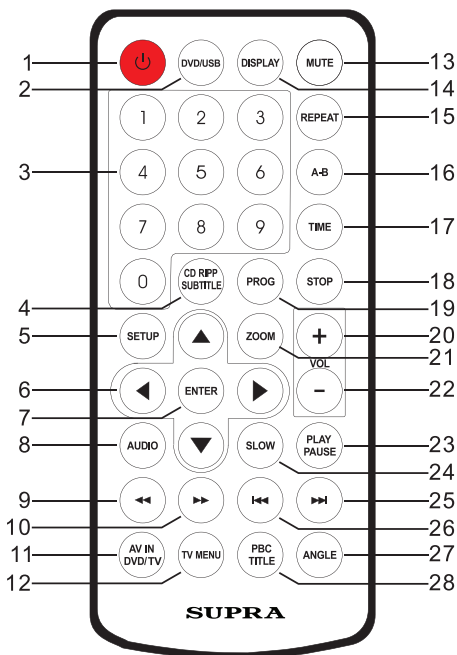 1
DVD/USB
DISPLAY
MUTE
13
2
14
1
2
3
REPEAT
15
3
4
5
6
A-B
16
7
8
9
TIME
17
0
CD RIPP
SUBTITLE
PROG
STOP
18
4
19
5
SETUP
ZOOM
+
20
21
VOL
6
ENTER
-
22
7
8
AUDIO
SLOW
PLAY
PAUSE
23
24
9
25
10
26
11
AV IN
DVD/TV
TV MENU
PBC
TITLE
ANGLE
27
12
28
SUPRA